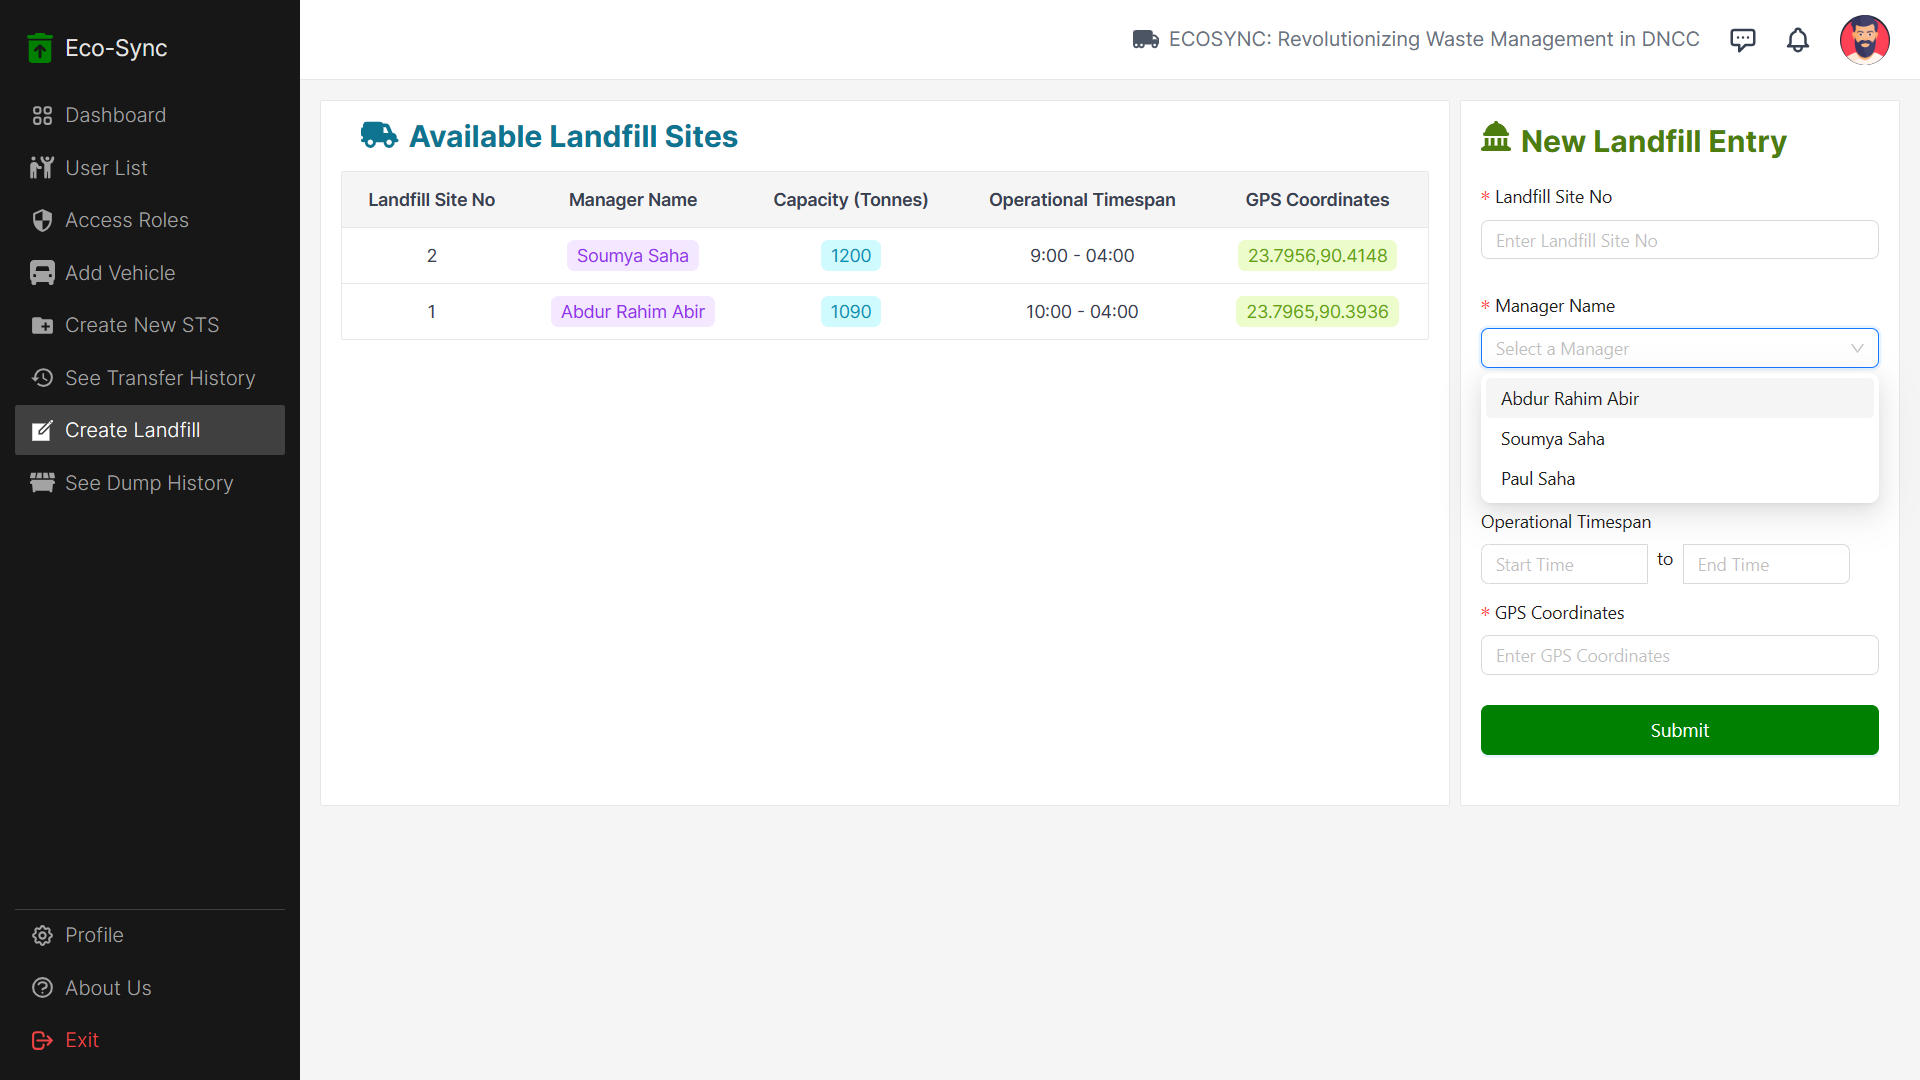 Eco-Sync
Dashboard
User List
Access Roles
Add Vehicle
Create New STS
See Transfer History
Create Landfill
See Dump History
Profile
About Us
Exit
ECOSYNC: Revolutionizing Waste Management in DNCC
Available Landfill Sites
Landfill Site No Manager Name Capacity (Tonnes) Operational Timespan GPS Coordinates
2 Soumya Saha 1200 9:00 - 04:00 23.7956,90.4148
1 Abdur Rahim Abir 1090 10:00 - 04:00 23.7965,90.3936
New Landfill Entry
* Landfill Site No
Enter Landfill Site No
* Manager Name
Select a Manager
Abdur Rahim Abir
Soumya Saha
Paul Saha
Operational Timespan
Start Time to End Time
* GPS Coordinates
Enter GPS Coordinates
Submit